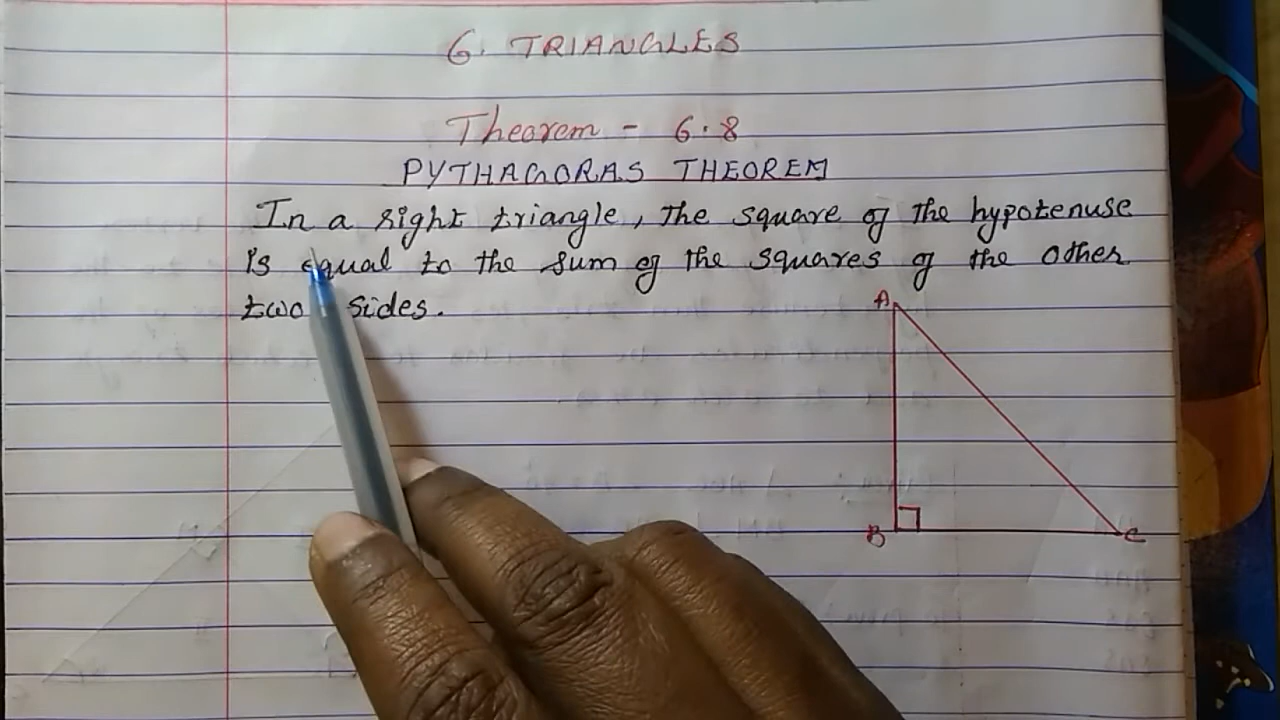 6. TRIANGLES
Theorem - 6.8
PYTHAGORAS THEOREM
In a right triangle, the square of the hypotenuse
is equal to the sum of the squares of the other
two sides.
A
B
C